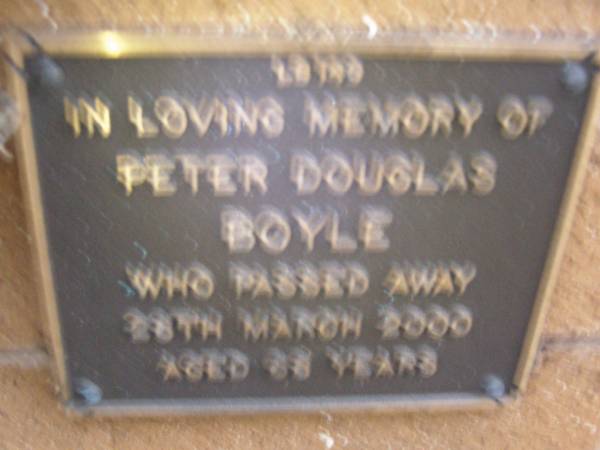 IN LOVING MEMORY OF
PETER DOUGLAS
BOYLE
WHO PASSED AWAY
MARCH 2000
AGED YEARS